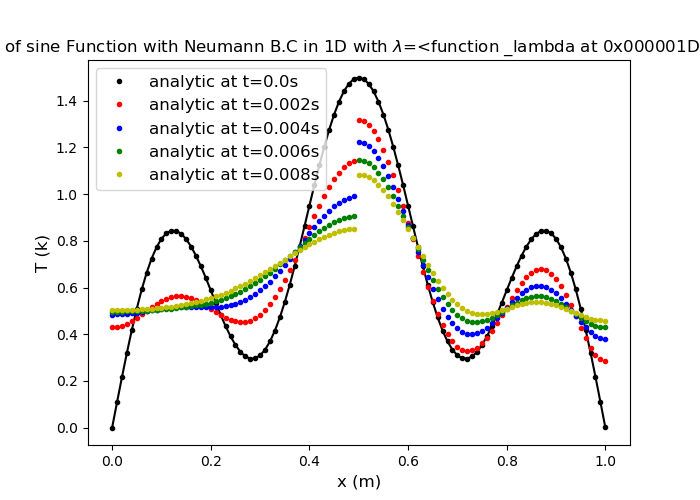 of sine Function with Neumann B.C in 1D with λ=<function _lambda at 0x000001D
analytic at t=0.0s
analytic at t=0.002s
analytic at t=0.004s
analytic at t=0.006s
analytic at t=0.008s
T (k)
1.4
1.2
1.0
0.8
0.6
0.4
0.2
0.0
0.0 0.2 0.4 0.6 0.8 1.0
x (m)